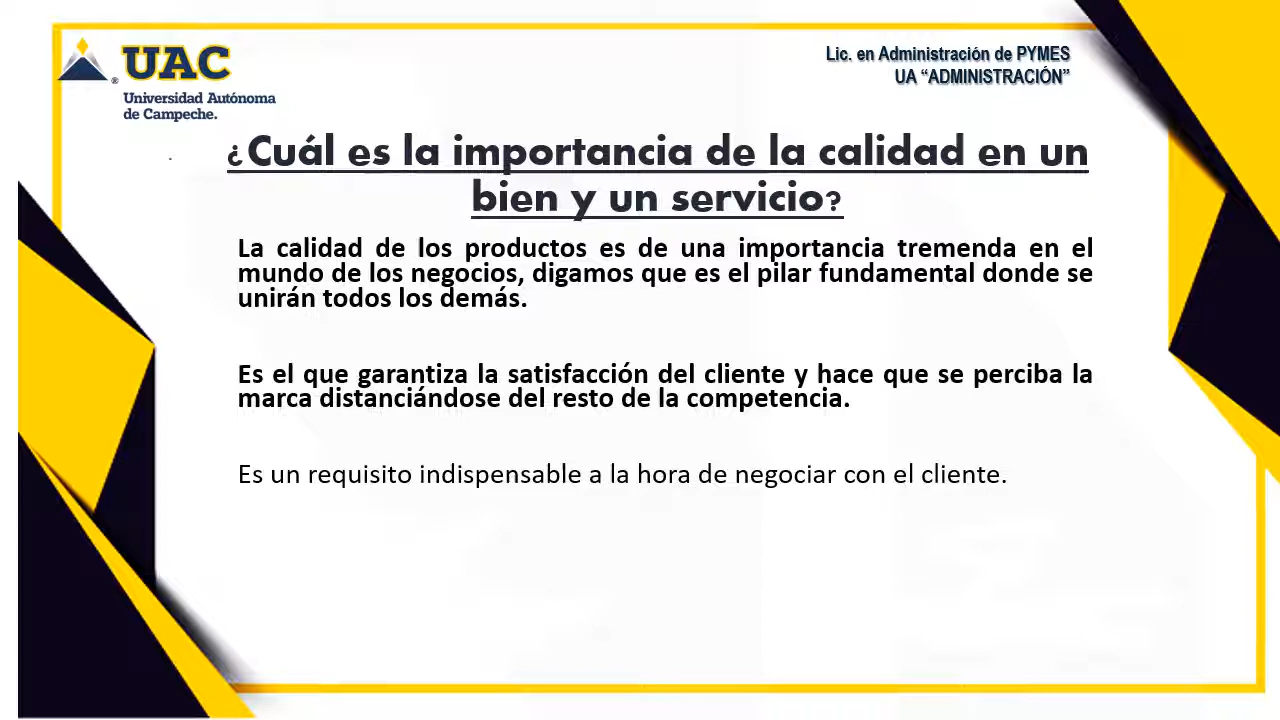 UAC
®
Universidad Autónoma
de Campeche.
Lic. en Administración de PYMES
UA “ADMINISTRACIÓN”
¿Cuál es la importancia de la calidad en un
bien y un servicio?
La calidad de los productos es de una importancia tremenda en el
mundo de los negocios, digamos que es el pilar fundamental donde se
unirán todos los demás.
Es el que garantiza la satisfacción del cliente y hace que se perciba la
marca distanciándose del resto de la competencia.
Es un requisito indispensable a la hora de negociar con el cliente.